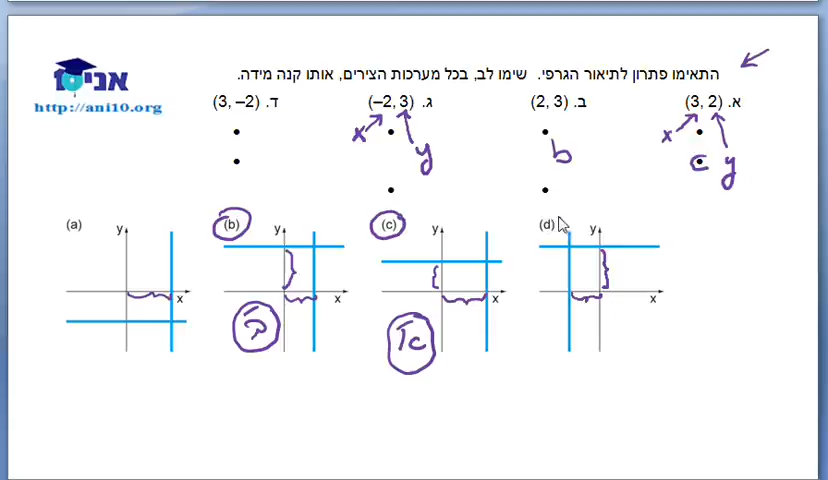 התאימו פתרון לתיאור הגרפי. שימו לב, בכל מערכות הצירים, אותו קנה מידה.
אני10
http://ani10.org
א. (3, 2)
ב. (2, 3)
ג. (–2, 3)
ד. (3, –2)
x y
x y
b
c
(a) y x
(b) y x
(c) y x
(d) y x